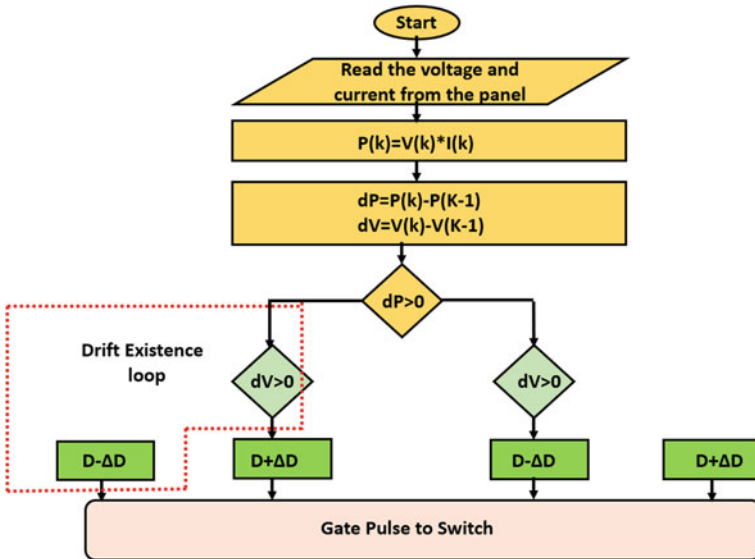 Start
Read the voltage and
current from the panel
P(k)=V(k)*I(k)
dP=P(k)-P(K-1)
dV=V(k)-V(K-1)
dP>0
Drift Existence
loop
dV>0
dV>0
D-ΔD
D+ΔD
D-ΔD
D+ΔD
Gate Pulse to Switch